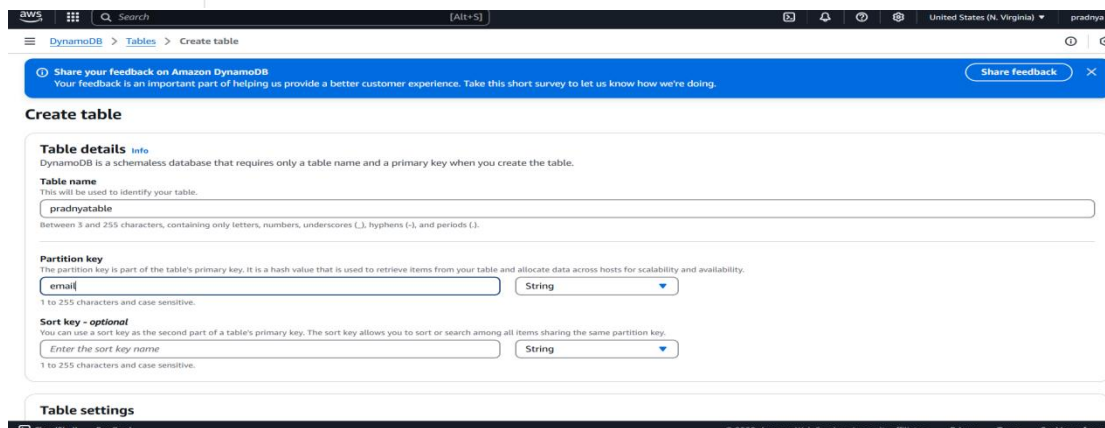 aws Search [Alt+S] United States (N. Virginia) pradnya
DynamoDB > Tables > Create table
Share your feedback on Amazon DynamoDB
Your feedback is an important part of helping us provide a better customer experience. Take this short survey to let us know how we're doing.
Share feedback
Create table
Table details Info
DynamoDB is a schemaless database that requires only a table name and a primary key when you create the table.
Table name
This will be used to identify your table.
pradnyatable
Between 3 and 255 characters, containing only letters, numbers, underscores (_), hyphens (-), and periods (.).
Partition key
The partition key is part of the table's primary key. It is a hash value that is used to retrieve items from your table and allocate data across hosts for scalability and availability.
email String
1 to 255 characters and case sensitive.
Sort key - optional
You can use a sort key as the second part of a table's primary key. The sort key allows you to sort or search among all items sharing the same partition key.
Enter the sort key name String
1 to 255 characters and case sensitive.
Table settings